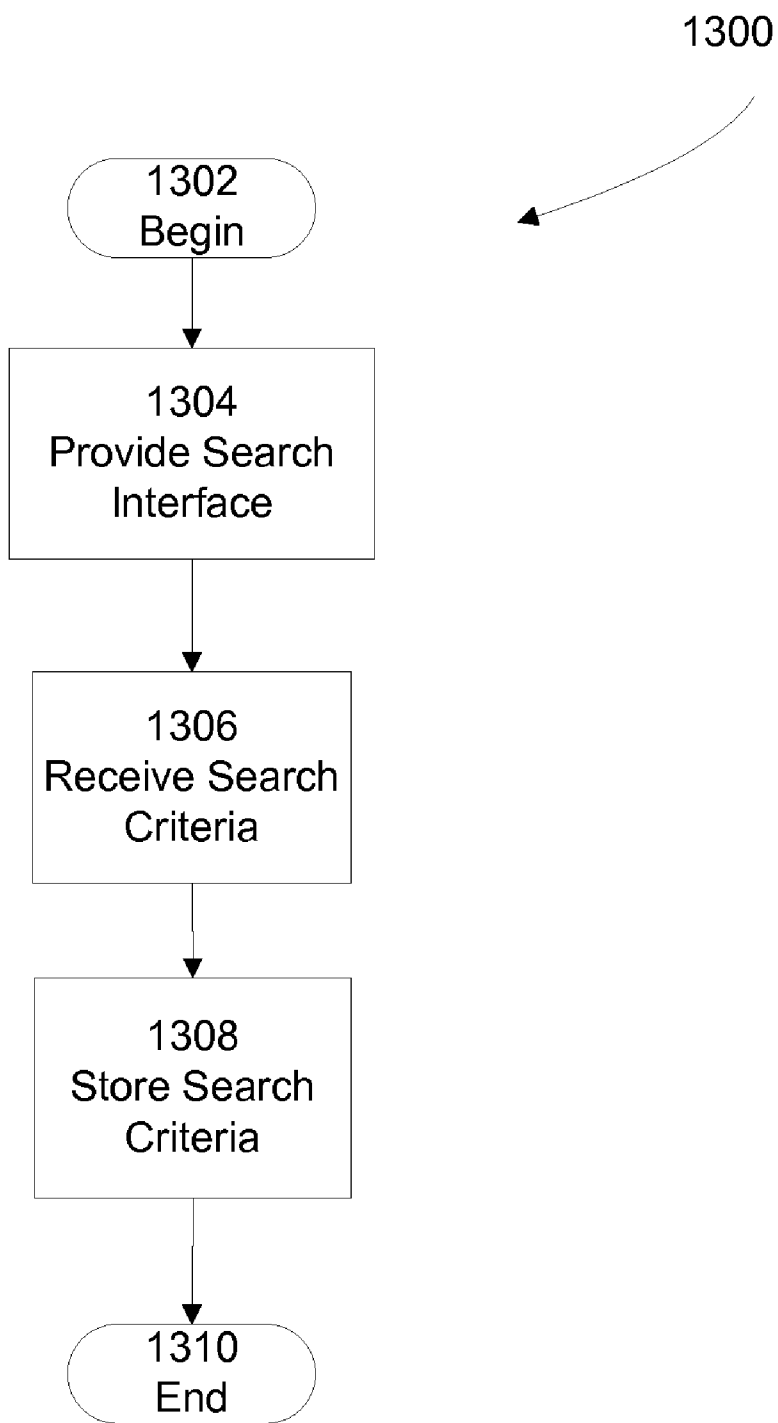 1300
1302
Begin
1304
Provide Search
Interface
1306
Receive Search
Criteria
1308
Store Search
Criteria
1310
End